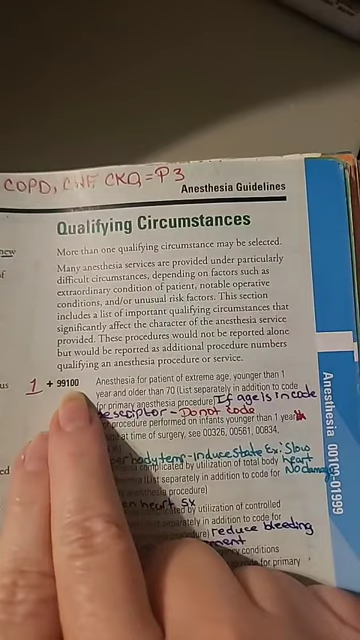 COPD, CHF CKD = P3
Anesthesia Guidelines
Qualifying Circumstances
More than one qualifying circumstance may be selected.
Many anesthesia services are provided under particularly
difficult circumstances, depending on factors such as
extraordinary condition of patient, notable operative
conditions, and/or unusual risk factors. This section
includes a list of important qualifying circumstances that
significantly affect the character of the anesthesia service
provided. These procedures would not be reported alone
but would be reported as additional procedure numbers
qualifying an anesthesia procedure or service.
1 + 99100 Anesthesia for patient of extreme age, younger than 1
year and older than 70 (List separately in addition to code
for primary anesthesia procedure) If age is in code
descriptor - Do not code
procedure performed on infants younger than 1 year
age at time of surgery, see 00326, 00561, 00834,
body temp - induce state Ex: Slow
heart
complicated by utilization of total body
(List separately in addition to code for
No damage
anesthesia procedure)
heart Sx
complicated by utilization of controlled
separately in addition to code for
reduce bleeding
conditions
code for primary
Anesthesia 00100-01999